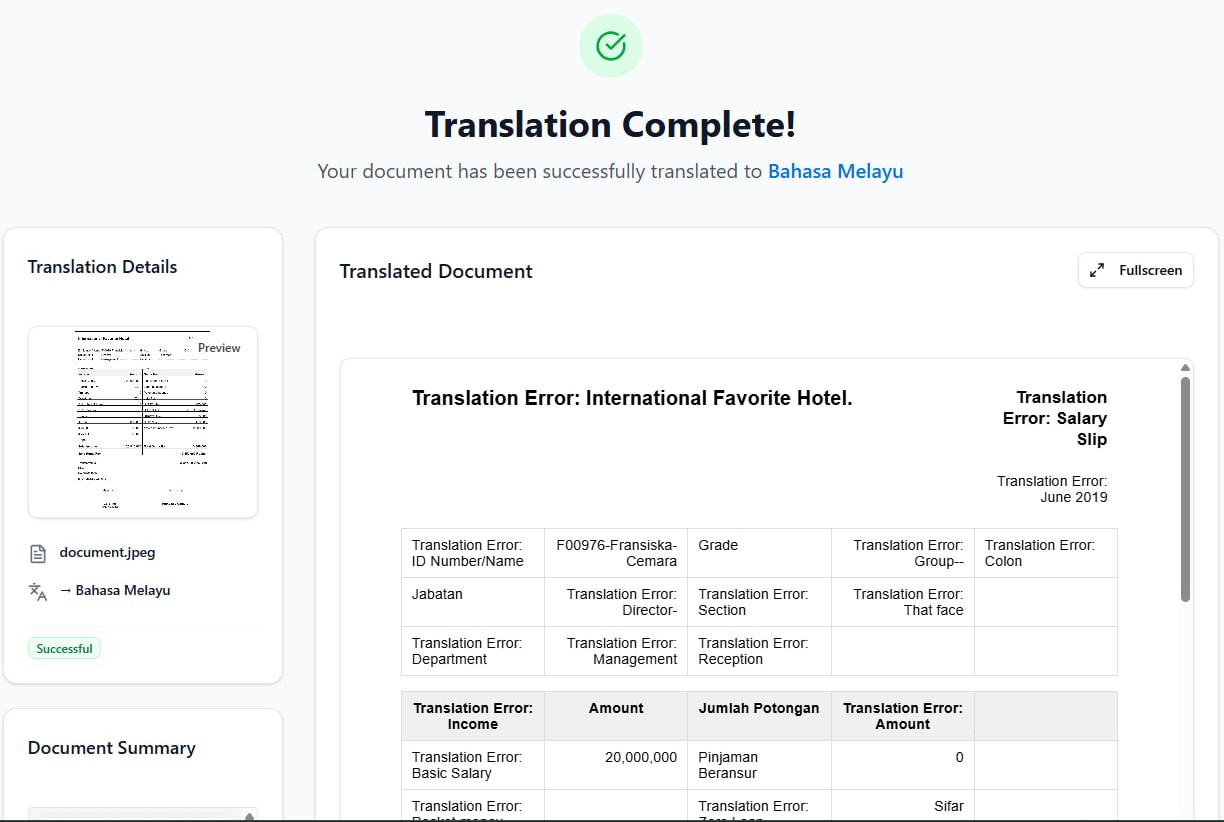 Translation Complete!
Your document has been successfully translated to Bahasa Melayu
Translation Details
Preview
document.jpeg
→ Bahasa Melayu
Successful
Document Summary
Translated Document
Fullscreen
Translation Error: International Favorite Hotel.
Translation
Error: Salary
Slip
Translation Error:
June 2019
Translation Error:
ID Number/Name
F00976-Fransiska-
Cemara
Grade
Translation Error:
Group--
Translation Error:
Colon
Jabatan
Translation Error:
Director-
Translation Error:
Section
Translation Error:
That face
Translation Error:
Department
Translation Error:
Management
Translation Error:
Reception
Translation Error:
Income
Amount
Jumlah Potongan
Translation Error:
Amount
Translation Error:
Basic Salary
20,000,000
Pinjaman
Beransur
0
Translation Error:
Pocket money
Translation Error:
Zero Loan
Sifar